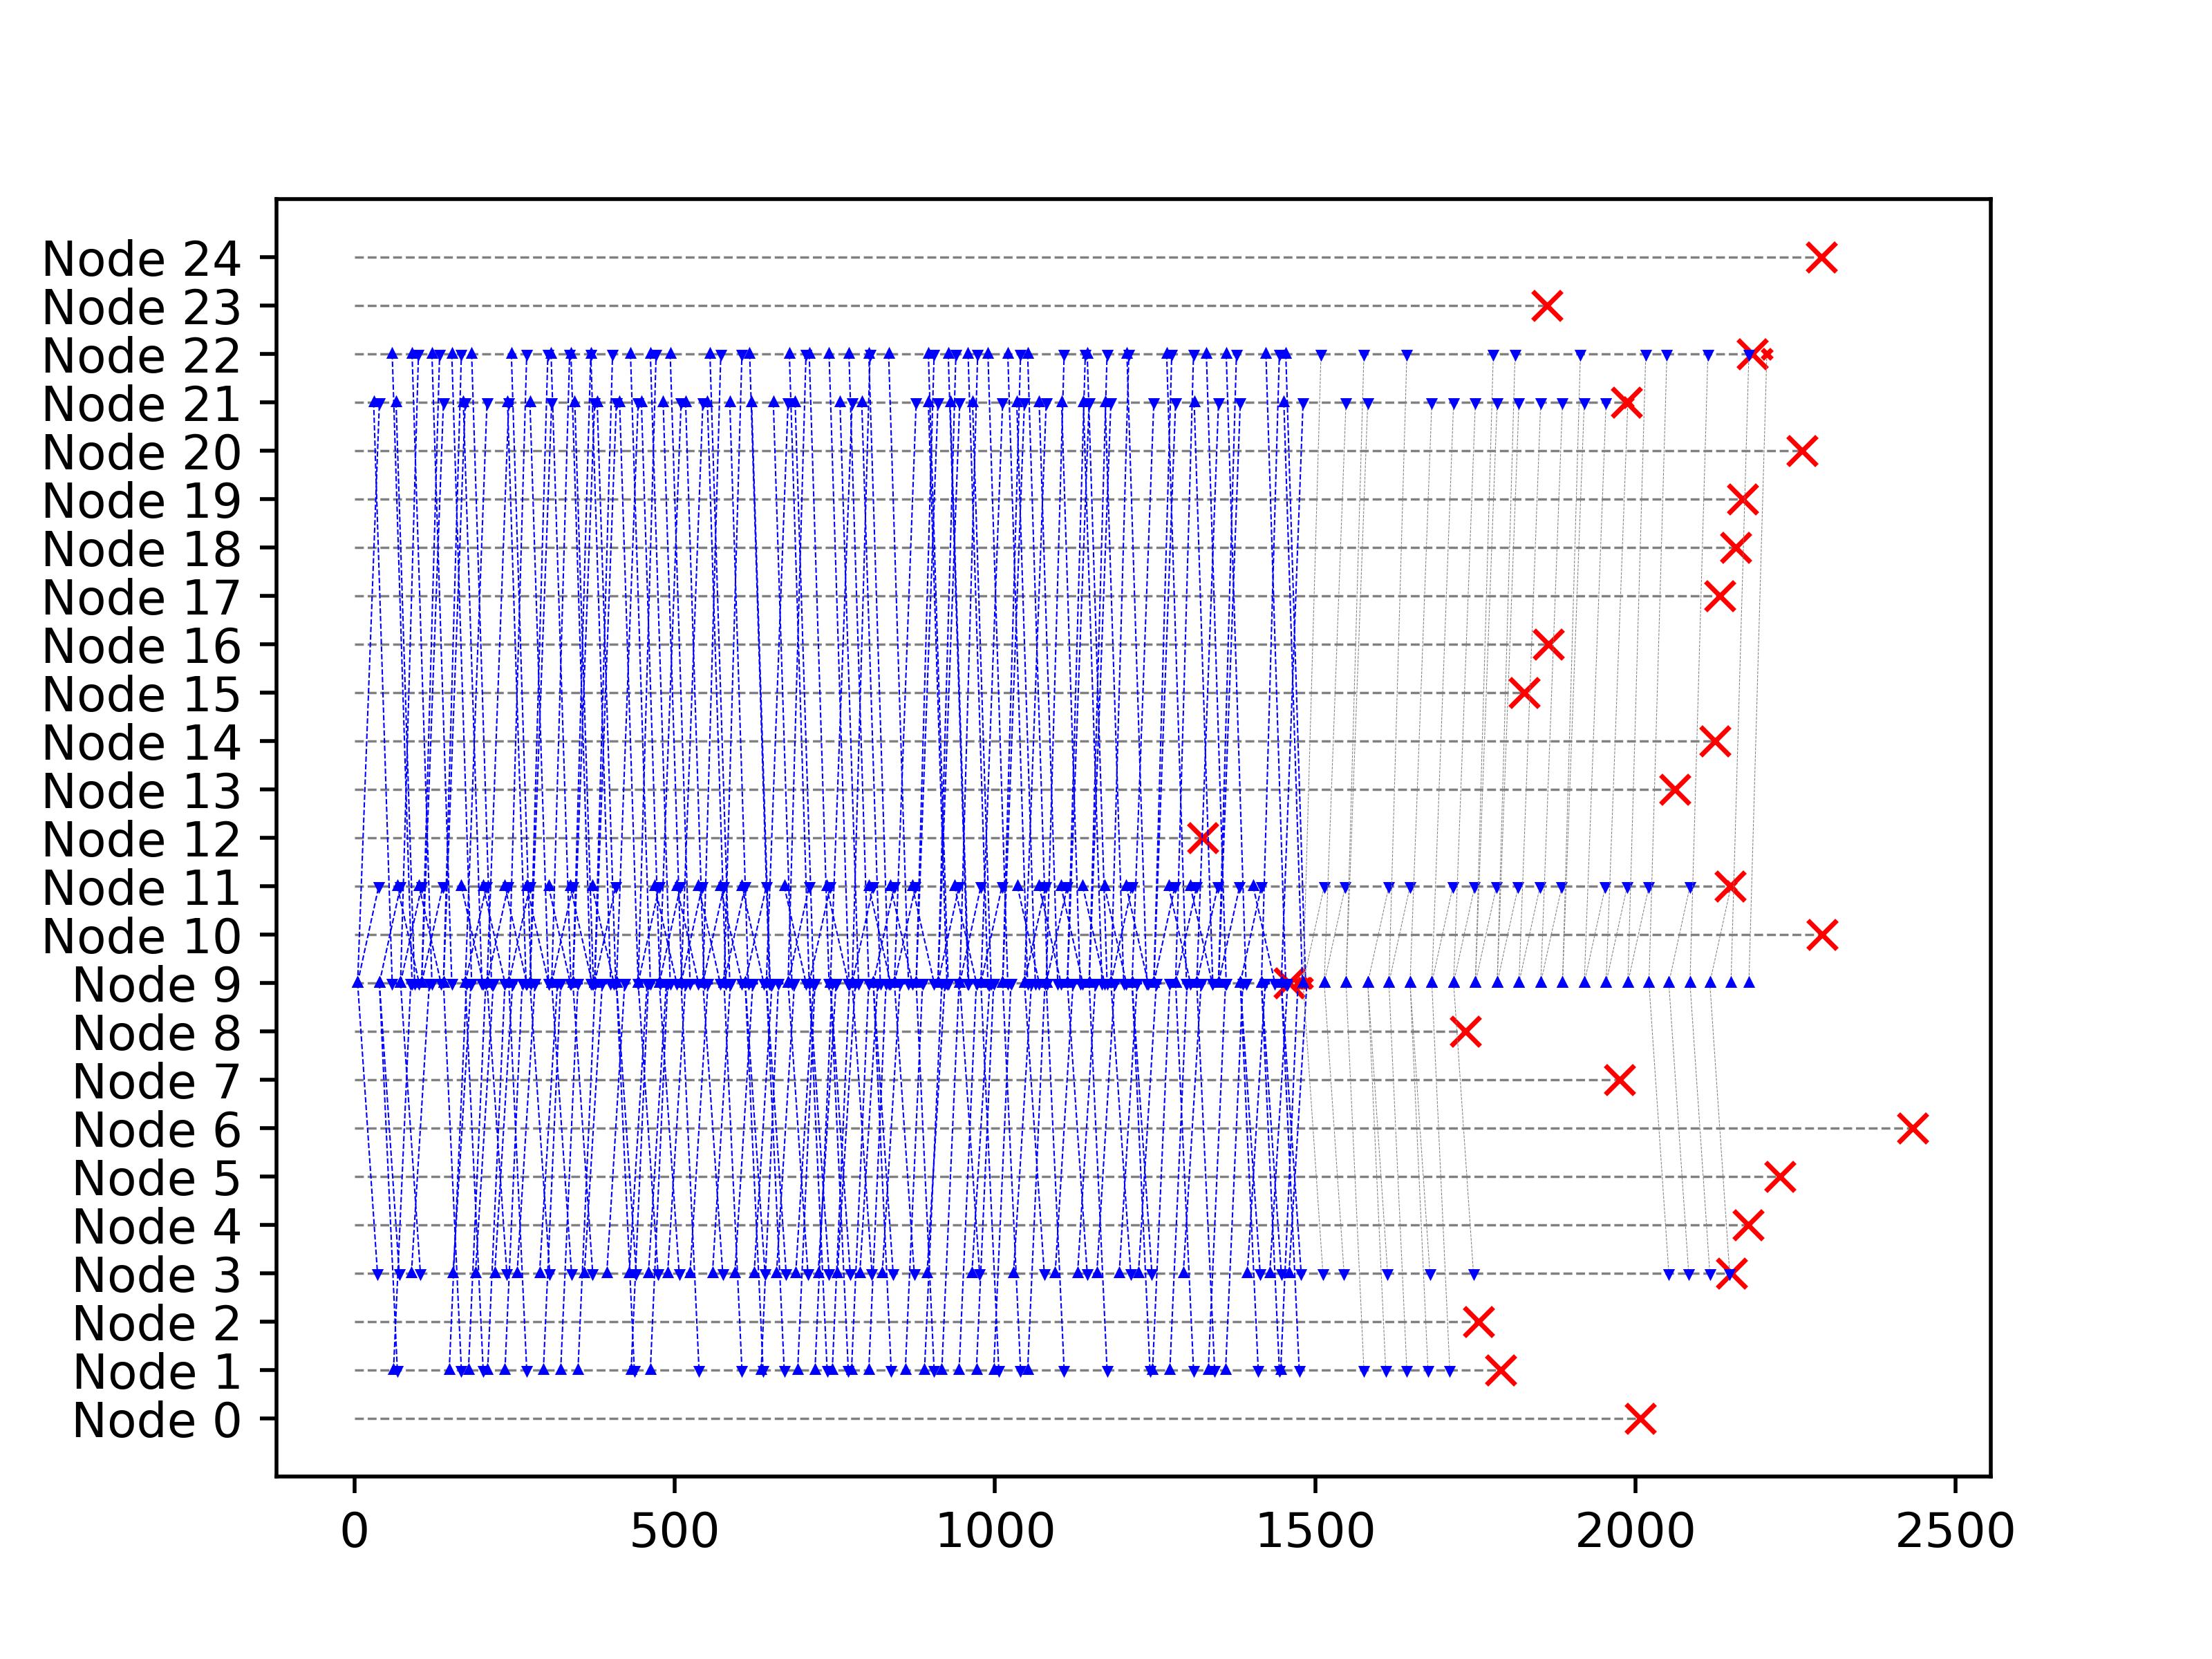 Node 24
Node 23
Node 22
Node 21
Node 20
Node 19
Node 18
Node 17
Node 16
Node 15
Node 14
Node 13
Node 12
Node 11
Node 10
Node 9
Node 8
Node 7
Node 6
Node 5
Node 4
Node 3
Node 2
Node 1
Node 0
0 500 1000 1500 2000 2500